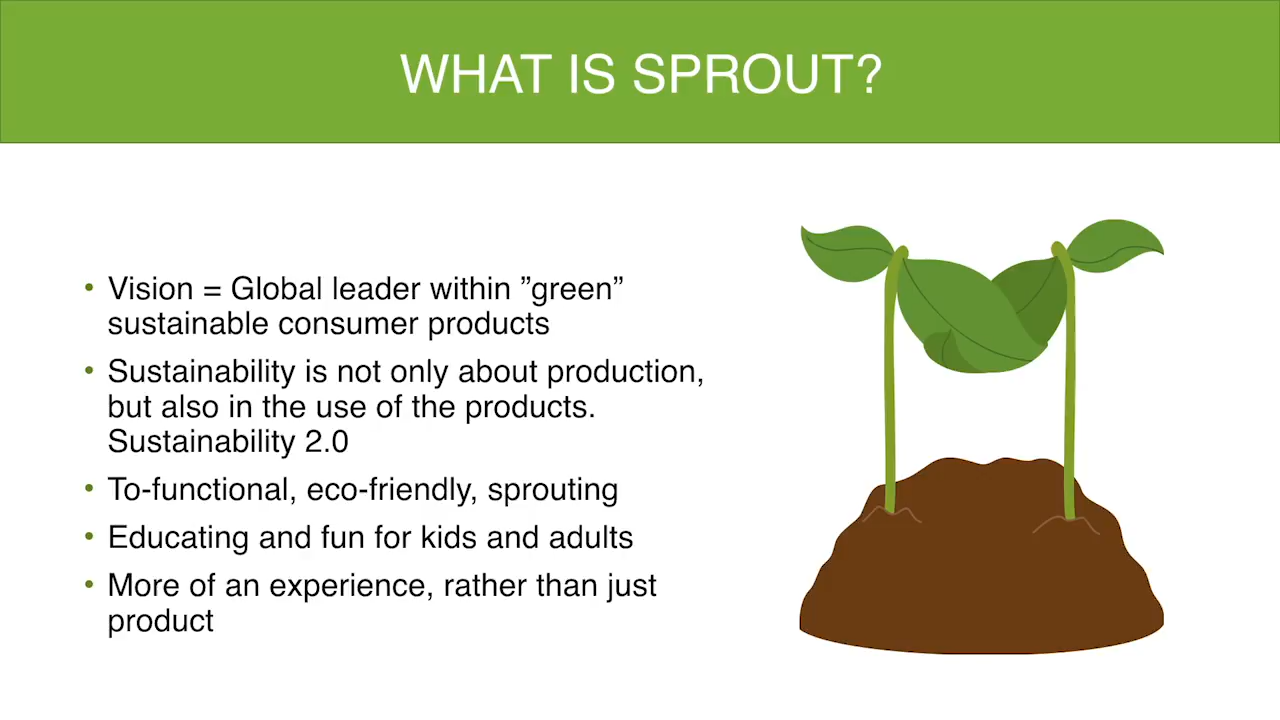 WHAT IS SPROUT?
• Vision = Global leader within ”green”
sustainable consumer products
• Sustainability is not only about production,
but also in the use of the products.
Sustainability 2.0
• To-functional, eco-friendly, sprouting
• Educating and fun for kids and adults
• More of an experience, rather than just
product